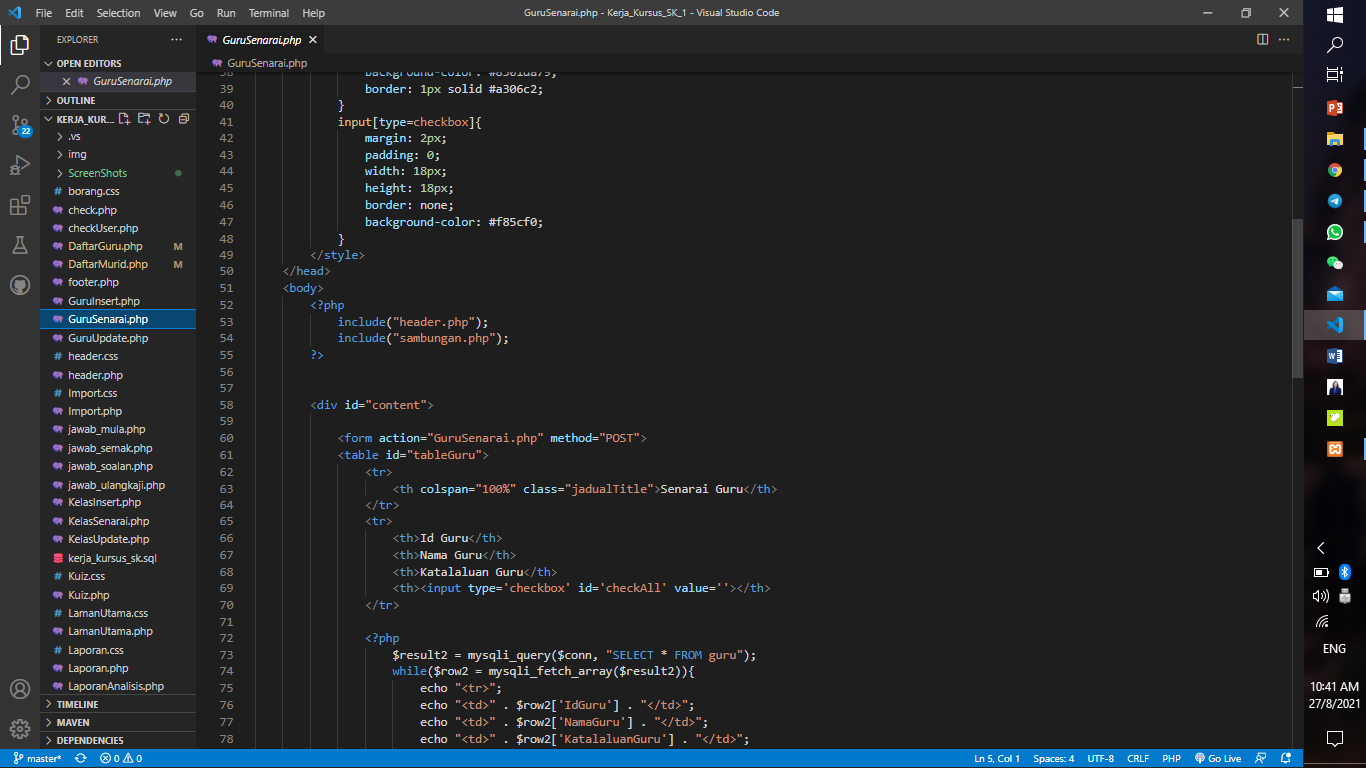 File Edit Selection View Go Run Terminal Help
GuruSenarai.php - Kerja_Kursus_SK_1 - Visual Studio Code
EXPLORER
OPEN EDITORS
GuruSenarai.php
OUTLINE
KERJA_KUR...
.vs
img
ScreenShots
borang.css
check.php
checkUser.php
DaftarGuru.php M
DaftarMurid.php M
footer.php
GuruInsert.php
GuruSenarai.php
GuruUpdate.php
header.css
header.php
Import.css
Import.php
jawab_mula.php
jawab_semak.php
jawab_soalan.php
jawab_ulangkaji.php
KelasInsert.php
KelasSenarai.php
KelasUpdate.php
kerja_kursus_sk.sql
Kuiz.css
Kuiz.php
LamanUtama.css
LamanUtama.php
Laporan.css
Laporan.php
LaporanAnalisis.php
TIMELINE
MAVEN
DEPENDENCIES
22
GuruSenarai.php
GuruSenarai.php
38 background-color: #8501da79;
39 border: 1px solid #a306c2;
40 }
41 input[type=checkbox]{
42 margin: 2px;
43 padding: 0;
44 width: 18px;
45 height: 18px;
46 border: none;
47 background-color: #f85cf0;
48 }
49 </style>
50 </head>
51 <body>
52 <?php
53 include("header.php");
54 include("sambungan.php");
55 ?>
56
57
58 <div id="content">
59
60 <form action="GuruSenarai.php" method="POST">
61 <table id="tableGuru">
62 <tr>
63 <th colspan="100%" class="jadualTitle">Senarai Guru</th>
64 </tr>
65 <tr>
66 <th>Id Guru</th>
67 <th>Nama Guru</th>
68 <th>Katalaluan Guru</th>
69 <th><input type='checkbox' id='checkAll' value=''></th>
70 </tr>
71
72 <?php
73 $result2 = mysqli_query($conn, "SELECT * FROM guru");
74 while($row2 = mysqli_fetch_array($result2)){
75 echo "<tr>";
76 echo "<td>" . $row2['IdGuru'] . "</td>";
77 echo "<td>" . $row2['NamaGuru'] . "</td>";
78 echo "<td>" . $row2['KatalaluanGuru'] . "</td>";
master* 0 0
Ln 5, Col 1 Spaces: 4 UTF-8 CRLF PHP Go Live
ENG
10:41 AM
27/8/2021